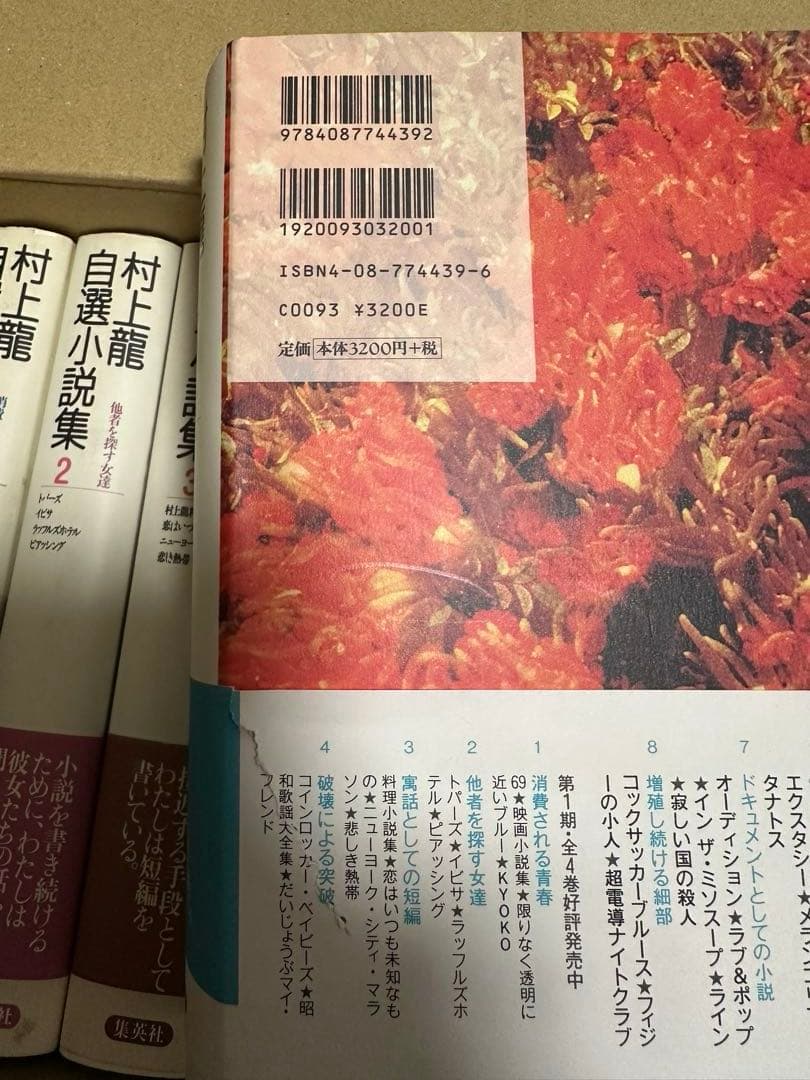 9784087744392
1920093032001
ISBN4-08-774439-6
C0093 ¥3200E
定価 本体3200円+税
村上龍
村上龍
自選小説集
2
他者を探す女達
トパーズ
イビサ
ラッフルズホテル
ピアッシング
説集
3
小説を書き続ける
ために、わたしは
彼女たちの話を
手段として
わたしは短編を
書いている。
集英社
タナトス
7
ドキュメントとしての小説
オーディション★ラブ&ポップ
★イン ザ・ミソスープ★ライン
★寂しい国の殺人
8
増殖し続ける細部
コックサッカーブルース★フィジ
ーの小人★超電導ナイトクラブ
第1期・全4巻好評発売中
1
消費される青春
69★映画小説集★限りなく透明に
近いブルー★KYOKO
2
他者を探す女達
トパーズ★イビサ★ラッフルズホ
テル★ピアッシング
3
寓話としての短編
料理小説集★恋はいつも未知なも
の★ニューヨーク・シティ・マラ
ソン★悲しき熱帯
4
破壊による突破
コインロッカー・ベイビーズ★昭
和歌謡大全集★だいじょうぶマイ・
フレンド